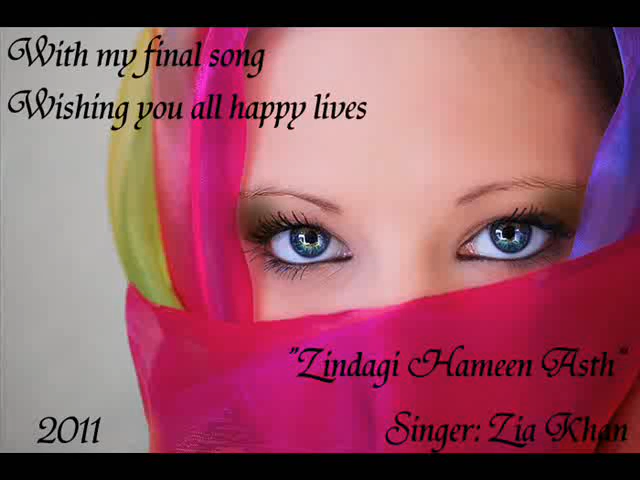 With my final song
Wishing you all happy lives
"Zindagi Hameen Asth"
2011
Singer: Zia Khan